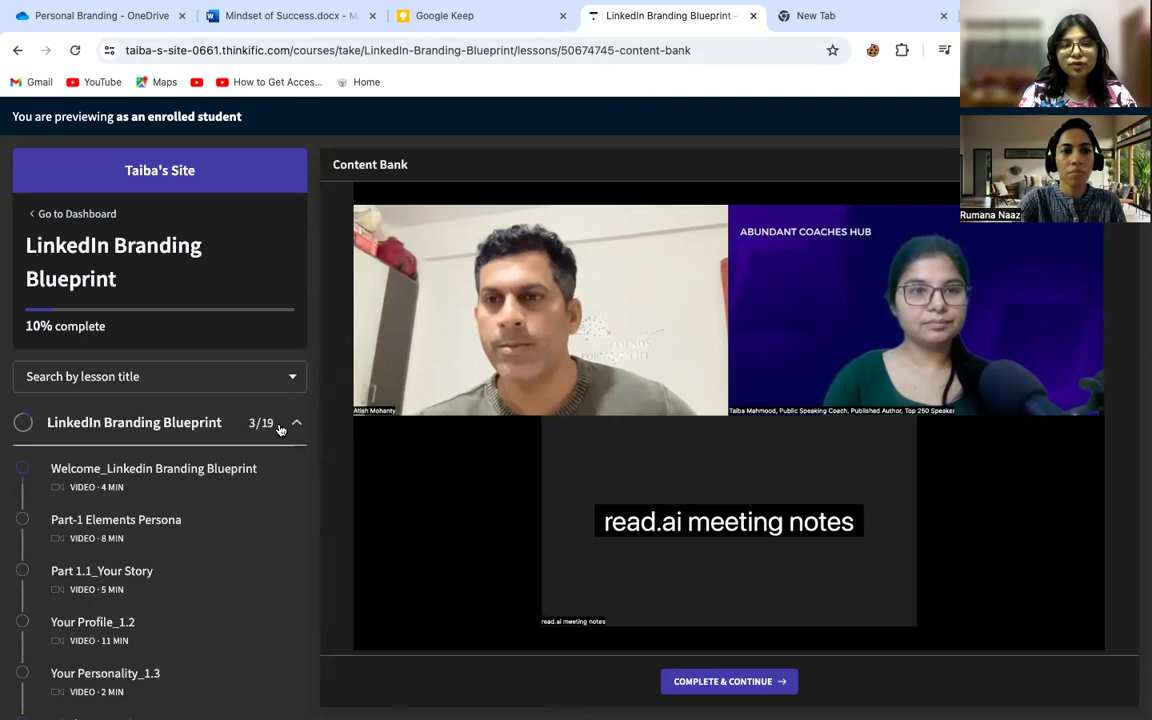 Personal Branding - OneDrive
Mindset of Success.docx - M
Google Keep
LinkedIn Branding Blueprint -
New Tab
taiba-s-site-0661.thinkific.com/courses/take/LinkedIn-Branding-Blueprint/lessons/50674745-content-bank
Gmail
YouTube
Maps
How to Get Acces...
Home
You are previewing as an enrolled student
Taiba's Site
Content Bank
Go to Dashboard
Rumana Naaz
LinkedIn Branding
Blueprint
ABUNDANT COACHES HUB
10% complete
Search by lesson title
Atish Mohanty
Taiba Mahmood, Public Speaking Coach, Published Author, Top 250 Speaker
LinkedIn Branding Blueprint 3/19
Welcome_Linkedin Branding Blueprint
VIDEO · 4 MIN
Part-1 Elements Persona
VIDEO · 8 MIN
Part 1.1_Your Story
VIDEO · 5 MIN
Your Profile_1.2
VIDEO · 11 MIN
Your Personality_1.3
VIDEO · 2 MIN
read.ai meeting notes
read.ai meeting notes
COMPLETE & CONTINUE